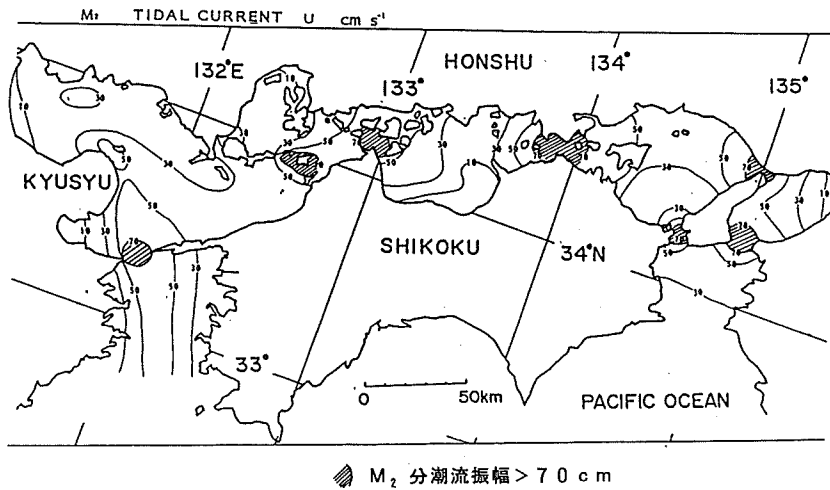 M₂ TIDAL CURRENT U cm s⁻¹
132°E
133°
HONSHU
134°
135°
KYUSYU
SHIKOKU
34°N
33°
0 50km
PACIFIC OCEAN
M₂ 分潮流振幅 > 70 cm